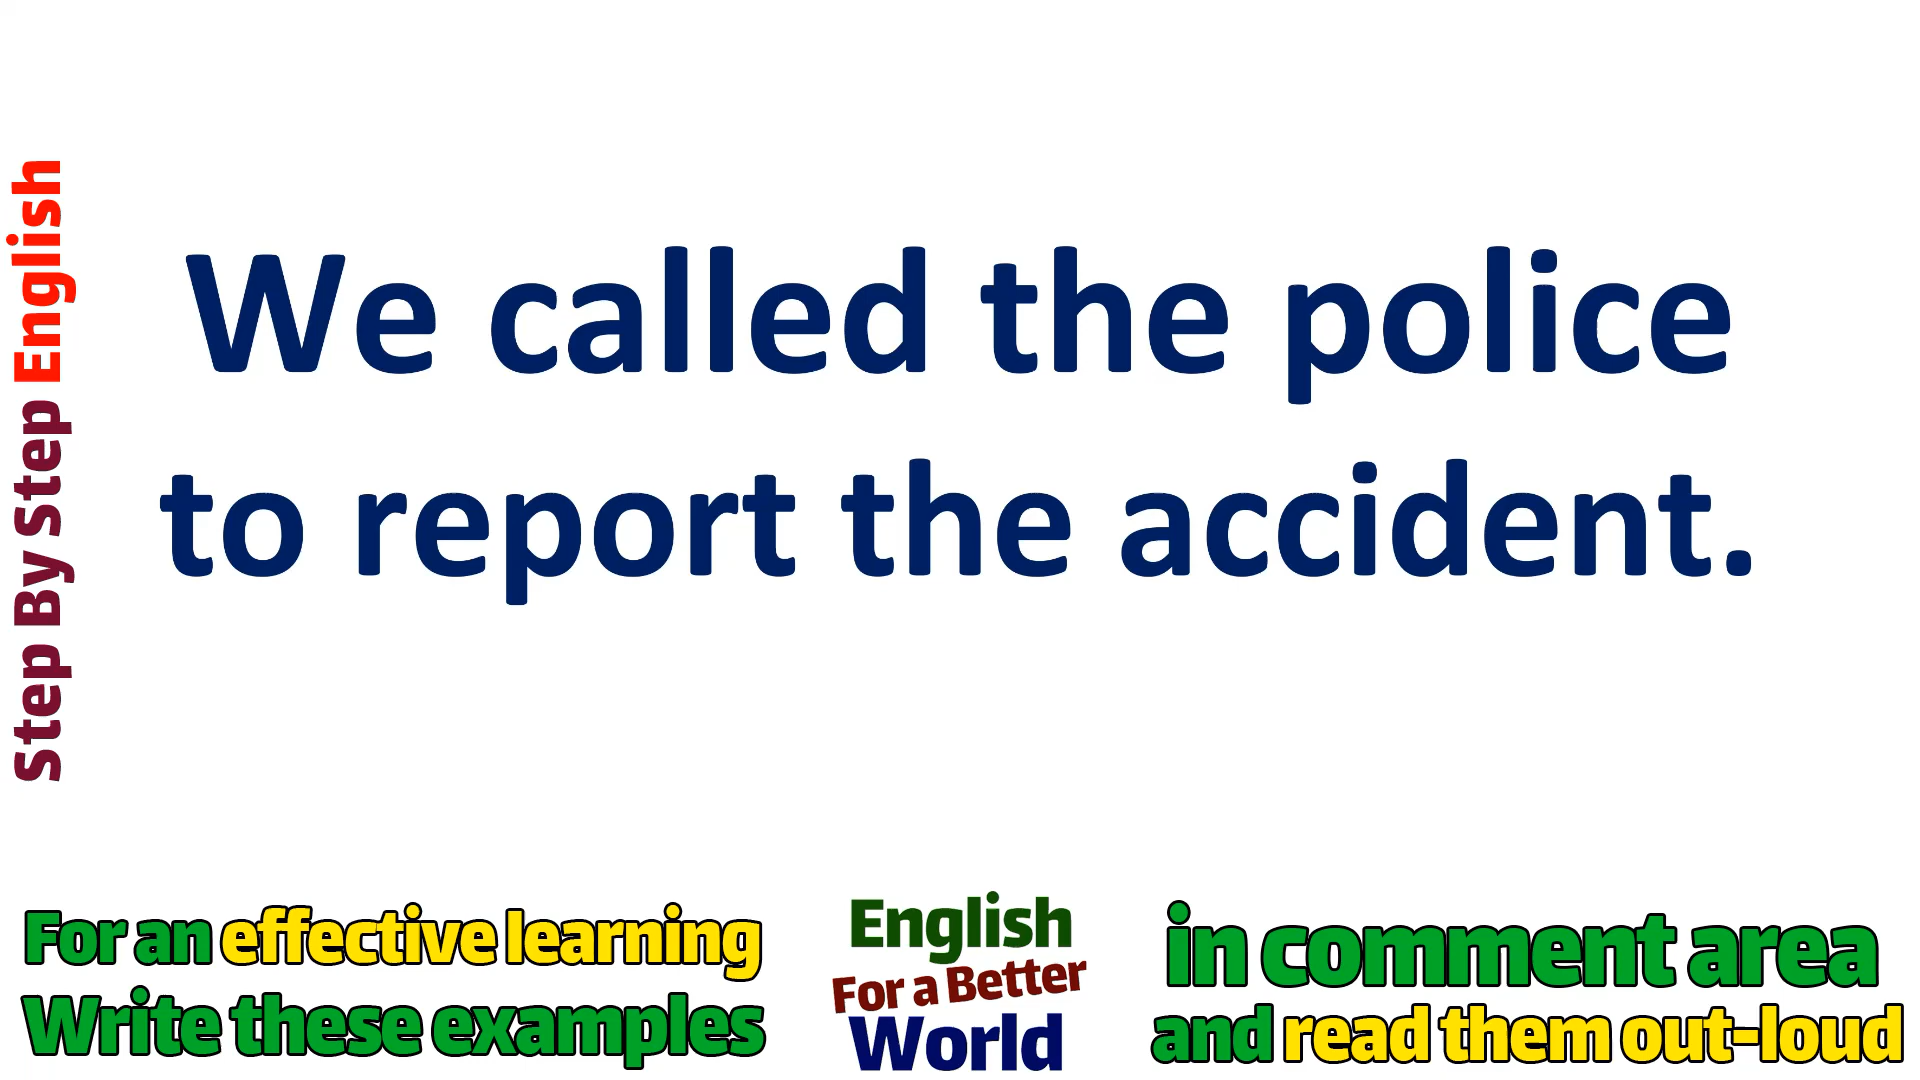 Step By Step English
We called the police
to report the accident.
For an effective learning
Write these examples
English
For a Better
World
in comment area
and read them out-loud